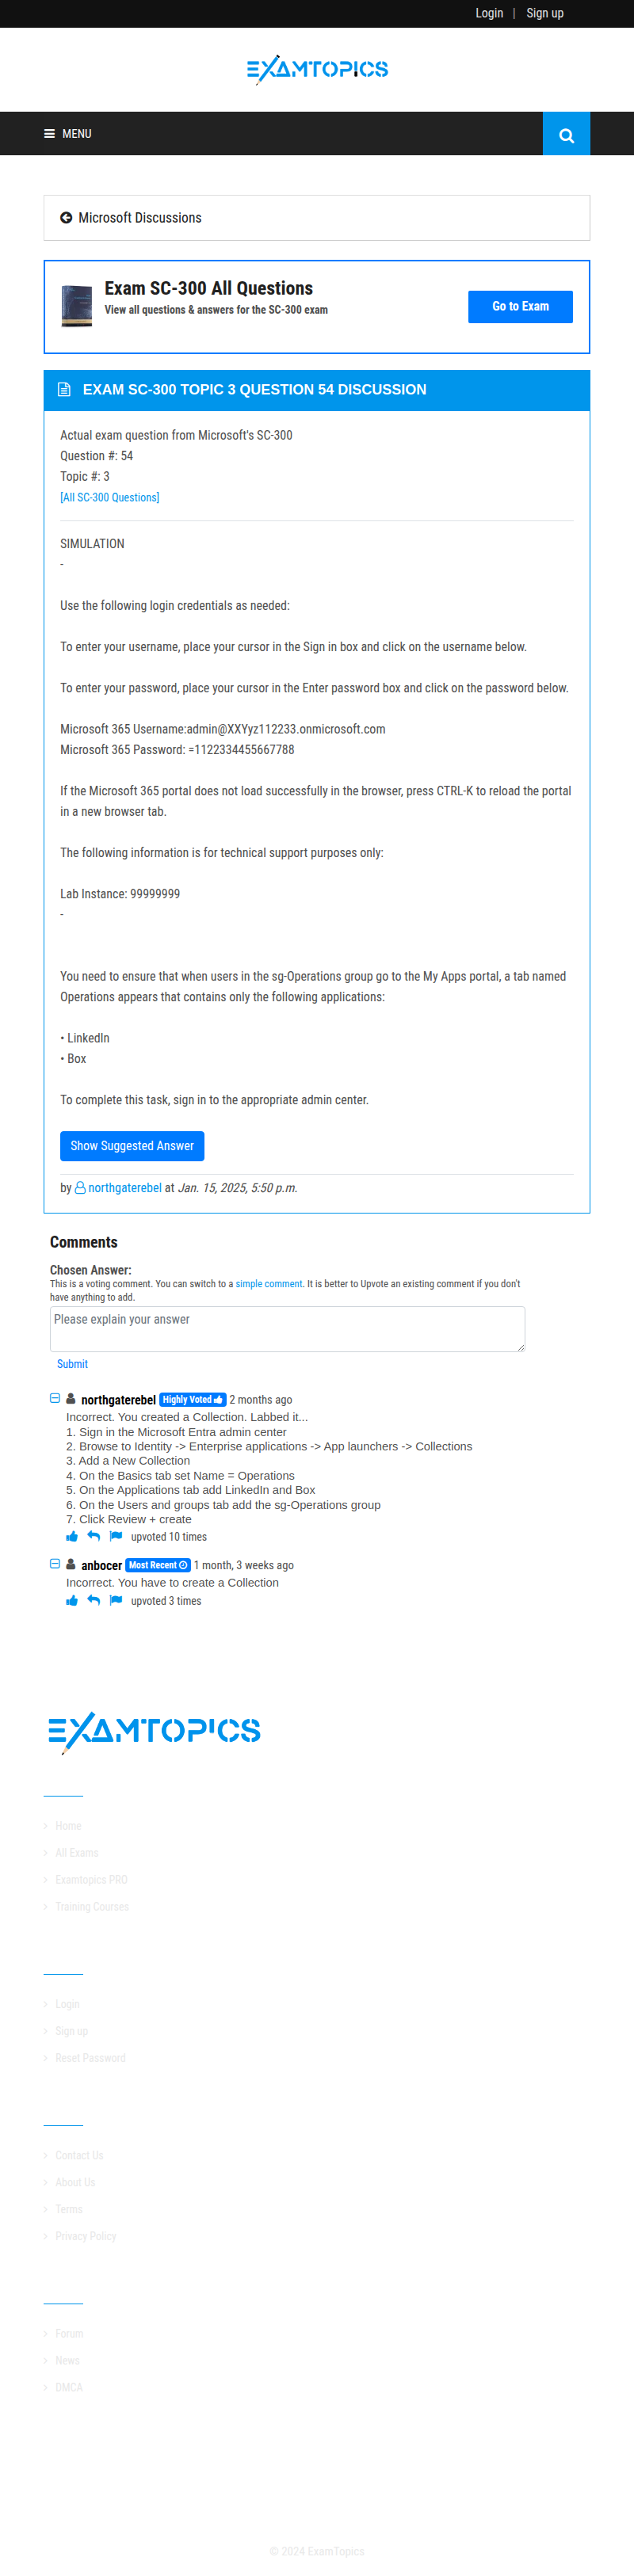 Login | Sign up
EXAMTOPICS
MENU
Microsoft Discussions
Exam SC-300 All Questions
View all questions & answers for the SC-300 exam
Go to Exam
EXAM SC-300 TOPIC 3 QUESTION 54 DISCUSSION
Actual exam question from Microsoft's SC-300
Question #: 54
Topic #: 3
[All SC-300 Questions]
SIMULATION
-
Use the following login credentials as needed:
To enter your username, place your cursor in the Sign in box and click on the username below.
To enter your password, place your cursor in the Enter password box and click on the password below.
Microsoft 365 Username:admin@XXYyz112233.onmicrosoft.com
Microsoft 365 Password: =1122334455667788
If the Microsoft 365 portal does not load successfully in the browser, press CTRL-K to reload the portal
in a new browser tab.
The following information is for technical support purposes only:
Lab Instance: 99999999
-
You need to ensure that when users in the sg-Operations group go to the My Apps portal, a tab named
Operations appears that contains only the following applications:
• LinkedIn
• Box
To complete this task, sign in to the appropriate admin center.
Show Suggested Answer
by northgaterebel at Jan. 15, 2025, 5:50 p.m.
Comments
Chosen Answer:
This is a voting comment. You can switch to a simple comment. It is better to Upvote an existing comment if you don't
have anything to add.
Please explain your answer
Submit
northgaterebel Highly Voted 2 months ago
Incorrect. You created a Collection. Labbed it...
1. Sign in the Microsoft Entra admin center
2. Browse to Identity -> Enterprise applications -> App launchers -> Collections
3. Add a New Collection
4. On the Basics tab set Name = Operations
5. On the Applications tab add LinkedIn and Box
6. On the Users and groups tab add the sg-Operations group
7. Click Review + create
upvoted 10 times
anbocer Most Recent 1 month, 3 weeks ago
Incorrect. You have to create a Collection
upvoted 3 times
EXAMTOPICS
Home
All Exams
Examtopics PRO
Training Courses
Login
Sign up
Reset Password
Contact Us
About Us
Terms
Privacy Policy
Forum
News
DMCA
© 2024 ExamTopics